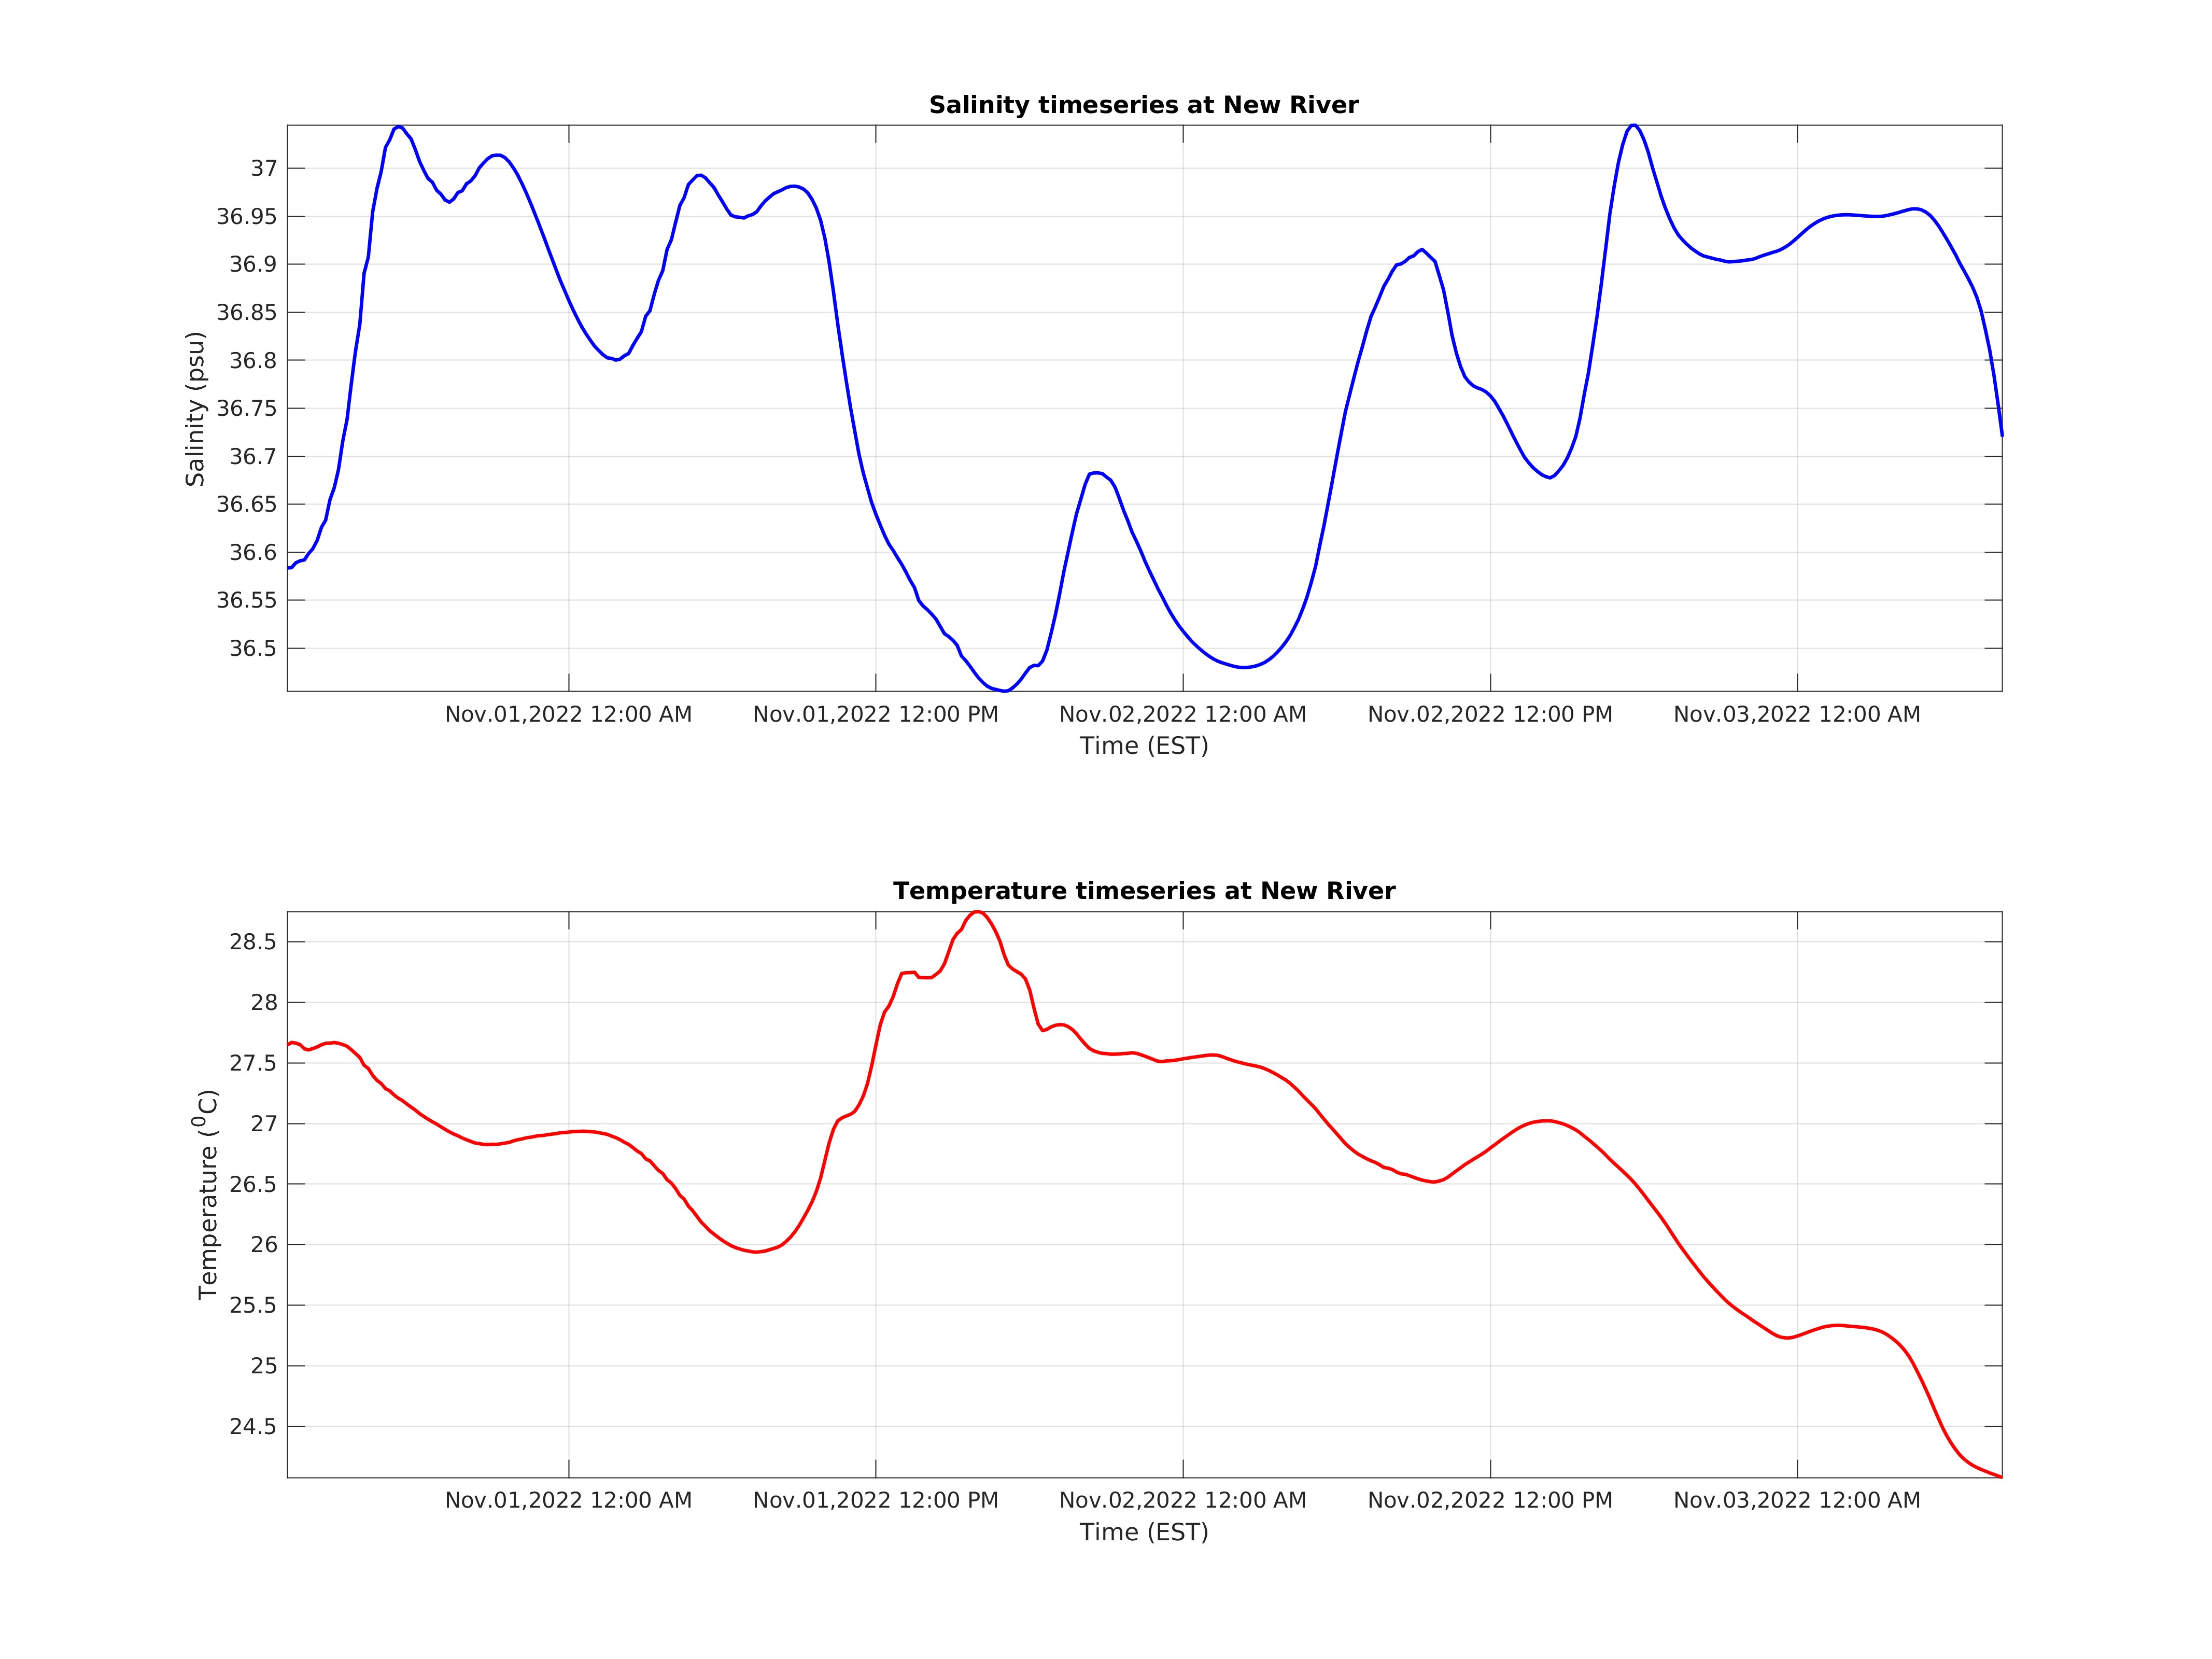 Salinity timeseries at New River
Salinity (psu)
37
36.95
36.9
36.85
36.8
36.75
36.7
36.65
36.6
36.55
36.5
Nov.01,2022 12:00 AM Nov.01,2022 12:00 PM Nov.02,2022 12:00 AM Nov.02,2022 12:00 PM Nov.03,2022 12:00 AM
Time (EST)
Temperature timeseries at New River
Temperature (⁰C)
28.5
28
27.5
27
26.5
26
25.5
25
24.5
Nov.01,2022 12:00 AM Nov.01,2022 12:00 PM Nov.02,2022 12:00 AM Nov.02,2022 12:00 PM Nov.03,2022 12:00 AM
Time (EST)